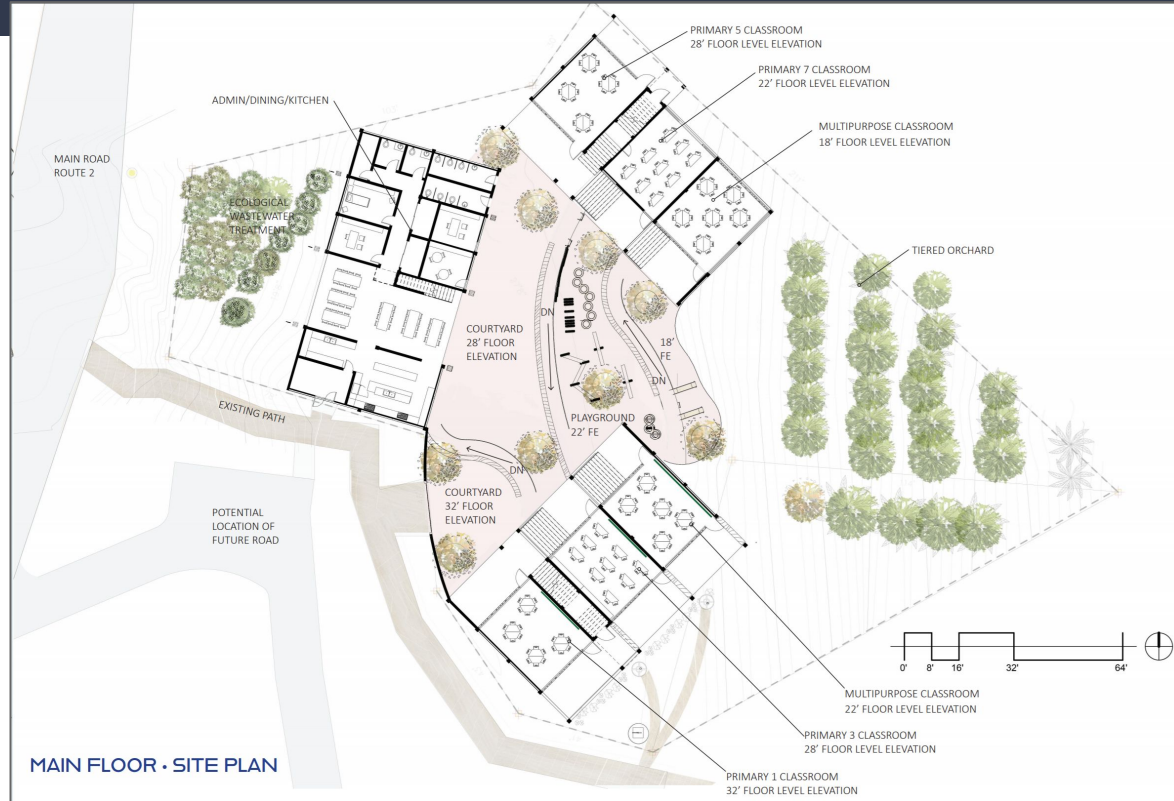 PRIMARY 5 CLASSROOM
28' FLOOR LEVEL ELEVATION
PRIMARY 7 CLASSROOM
22' FLOOR LEVEL ELEVATION
ADMIN/DINING/KITCHEN
MULTIPURPOSE CLASSROOM
18' FLOOR LEVEL ELEVATION
MAIN ROAD
ROUTE 2
ECOLOGICAL
WASTEWATER
TREATMENT
TIERED ORCHARD
COURTYARD
28' FLOOR
ELEVATION
DN
18'
FE
DN
PLAYGROUND
22' FE
EXISTING PATH
DN
COURTYARD
32' FLOOR
ELEVATION
POTENTIAL
LOCATION OF
FUTURE ROAD
0' 8' 16' 32' 64'
MULTIPURPOSE CLASSROOM
22' FLOOR LEVEL ELEVATION
PRIMARY 3 CLASSROOM
28' FLOOR LEVEL ELEVATION
PRIMARY 1 CLASSROOM
32' FLOOR LEVEL ELEVATION
MAIN FLOOR • SITE PLAN